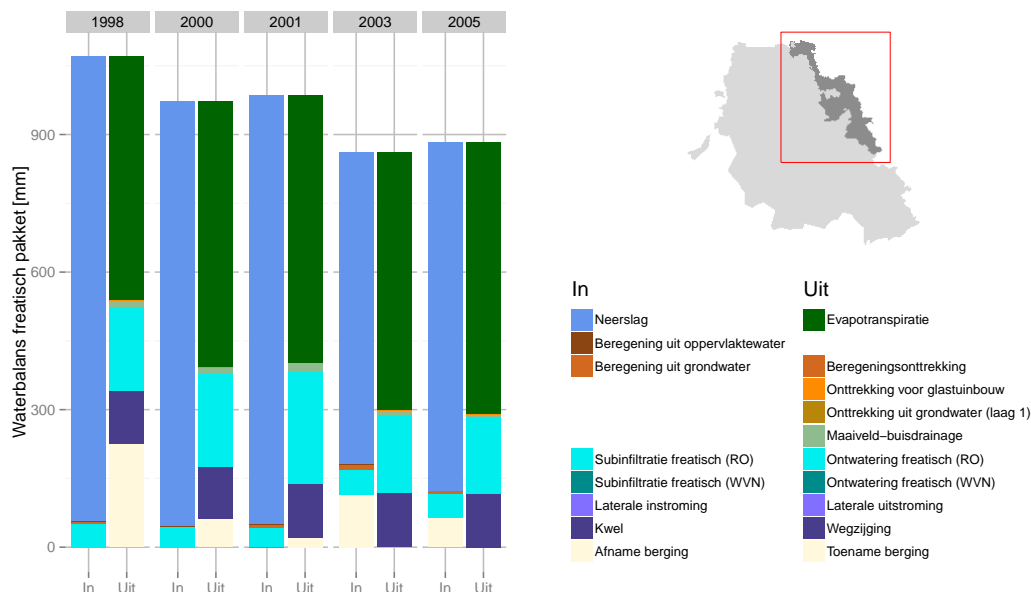 1998 2000 2001 2003 2005
Waterbalans freatisch pakket [mm]
900
600
300
0
In Uit In Uit In Uit In Uit In Uit
In Uit
Neerslag Evapotranspiratie
Beregening uit oppervlaktewater
Beregening uit grondwater Beregeningsonttrekking
Onttrekking voor glastuinbouw
Onttrekking uit grondwater (laag 1)
Maaiveld-buisdrainage
Subinfiltratie freatisch (RO) Ontwatering freatisch (RO)
Subinfiltratie freatisch (WVN) Ontwatering freatisch (WVN)
Laterale instroming Laterale uitstroming
Kwel Wegzijging
Afname berging Toename berging